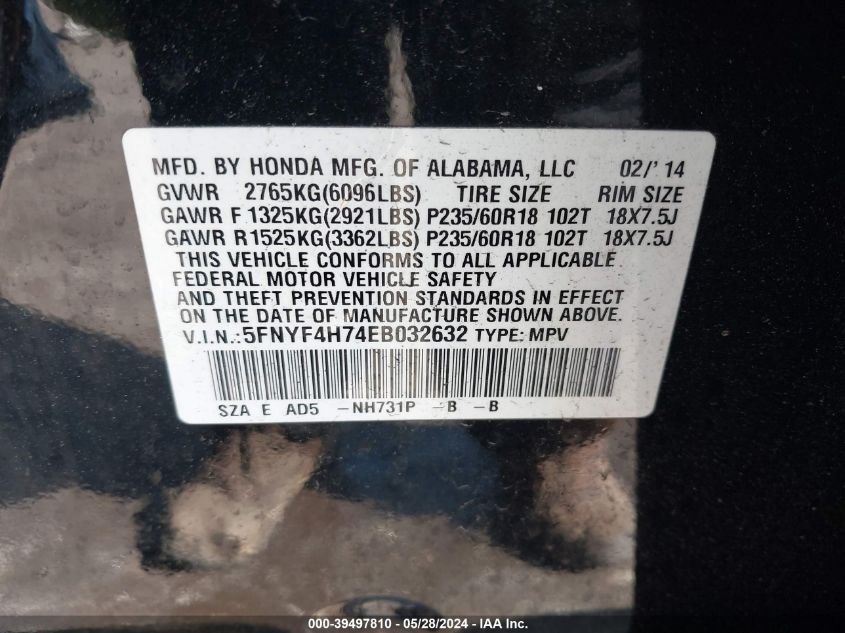 MFD. BY HONDA MFG. OF ALABAMA, LLC 02/'14
GVWR 2765KG(6096LBS) TIRE SIZE RIM SIZE
GAWR F 1325KG(2921LBS) P235/60R18 102T 18X7.5J
GAWR R 1525KG(3362LBS) P235/60R18 102T 18X7.5J
THIS VEHICLE CONFORMS TO ALL APPLICABLE
FEDERAL MOTOR VEHICLE SAFETY
AND THEFT PREVENTION STANDARDS IN EFFECT
ON THE DATE OF MANUFACTURE SHOWN ABOVE.
V.I.N.:5FNYF4H74EB032632 TYPE: MPV
SZA E AD5 -NH731P -B -B
000-39497810 - 05/28/2024 - IAA Inc.